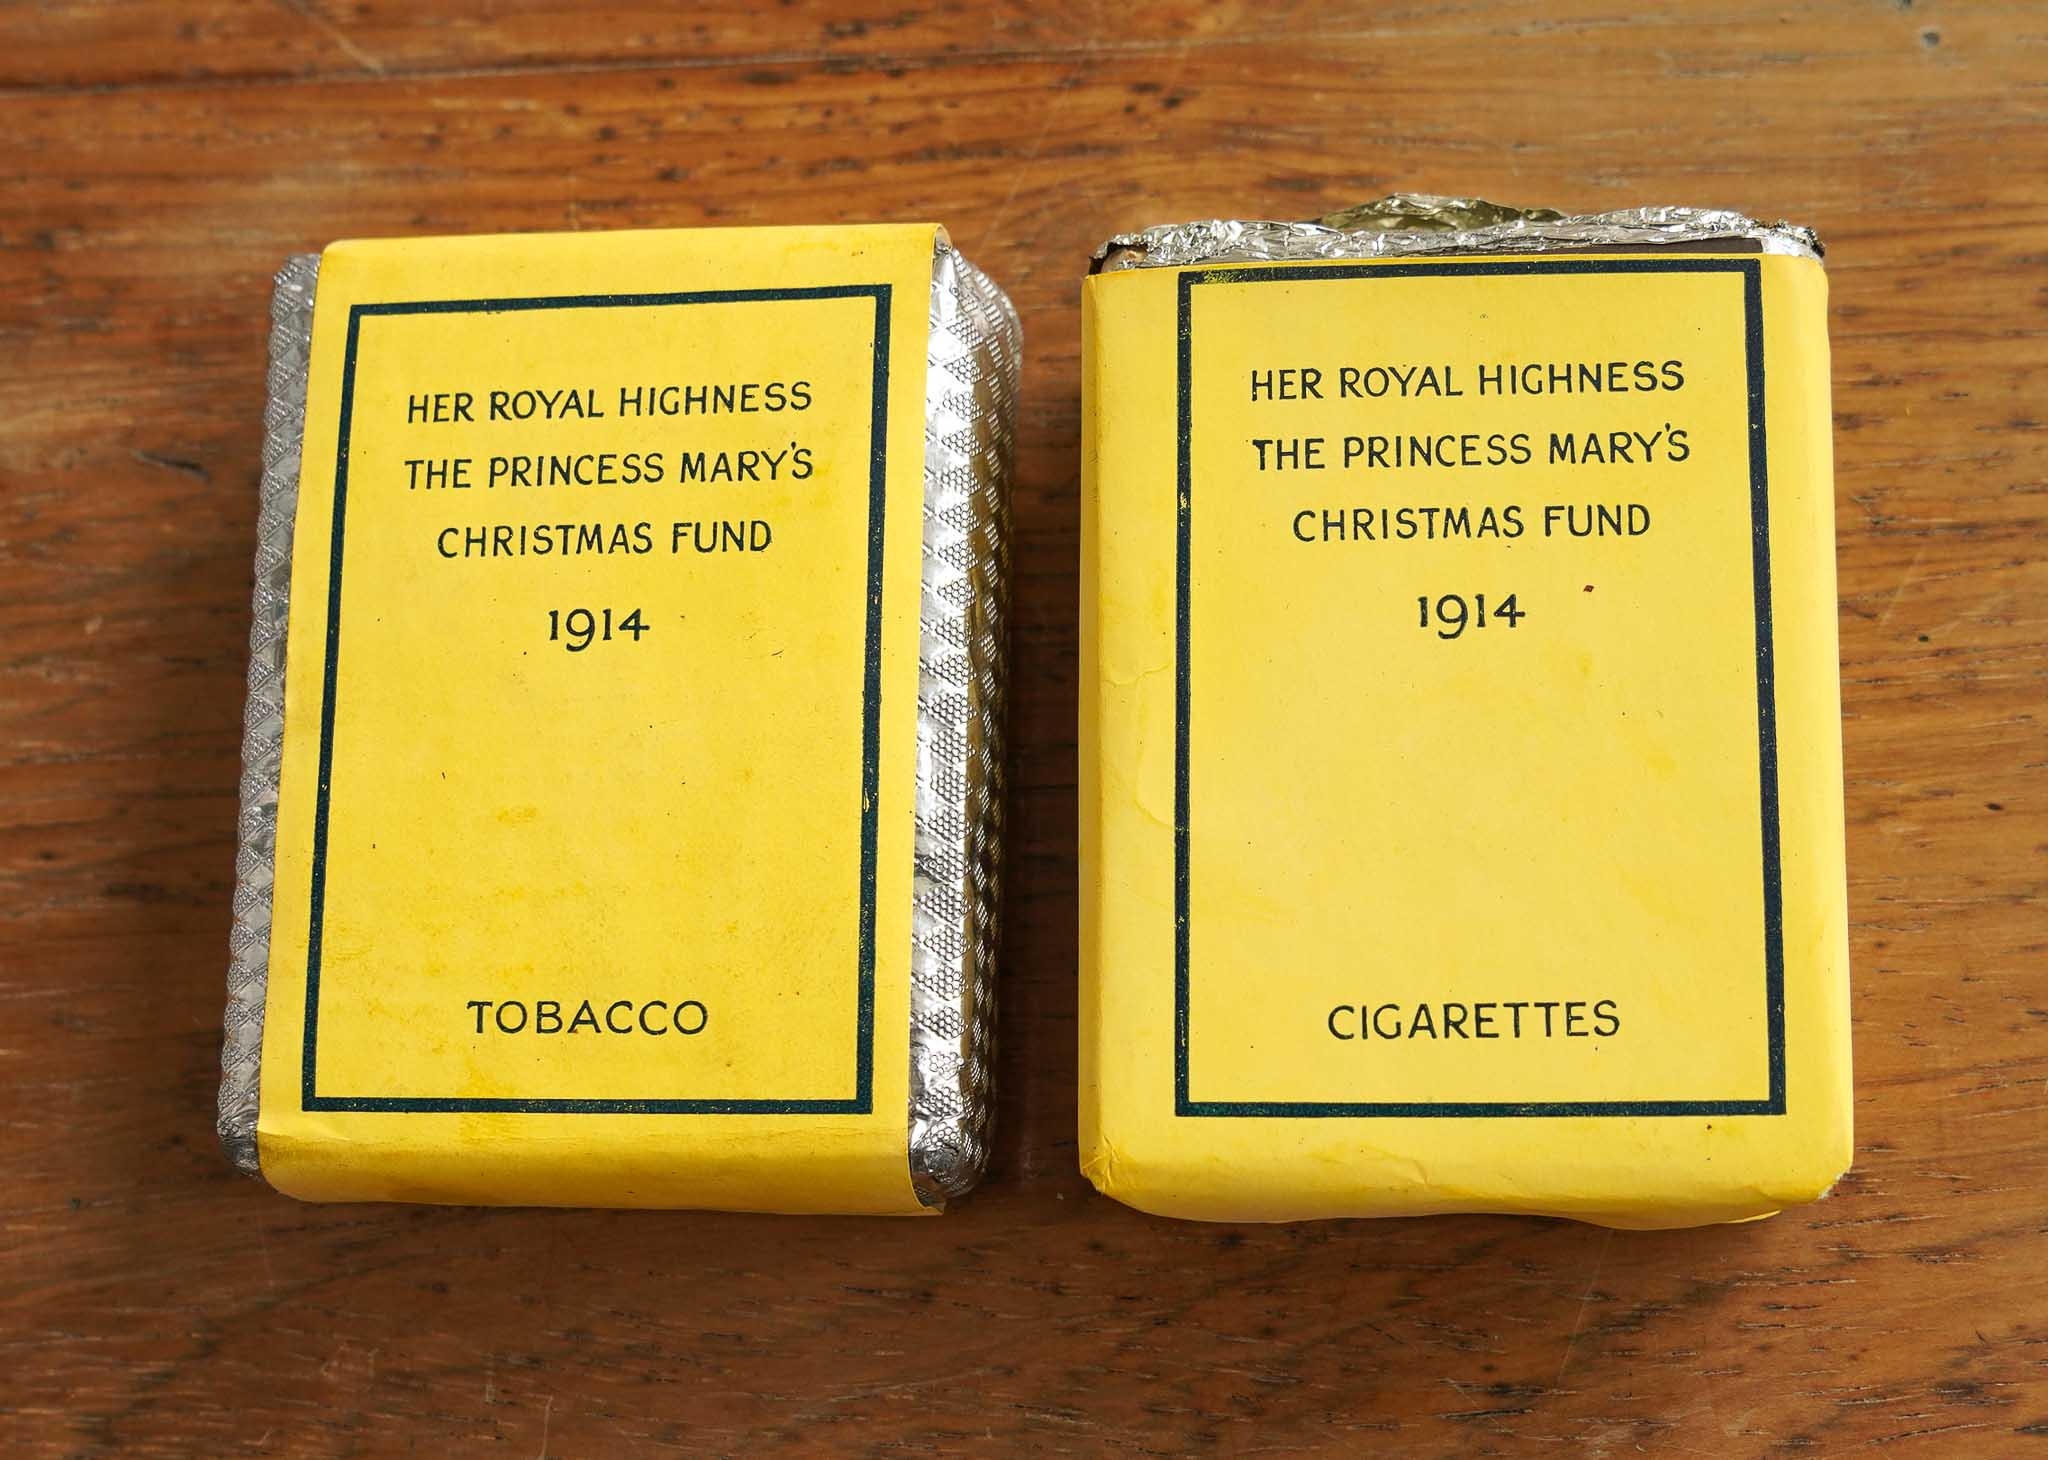 HER ROYAL HIGHNESS
THE PRINCESS MARY'S
CHRISTMAS FUND
1914
TOBACCO
HER ROYAL HIGHNESS
THE PRINCESS MARY'S
CHRISTMAS FUND
1914
CIGARETTES